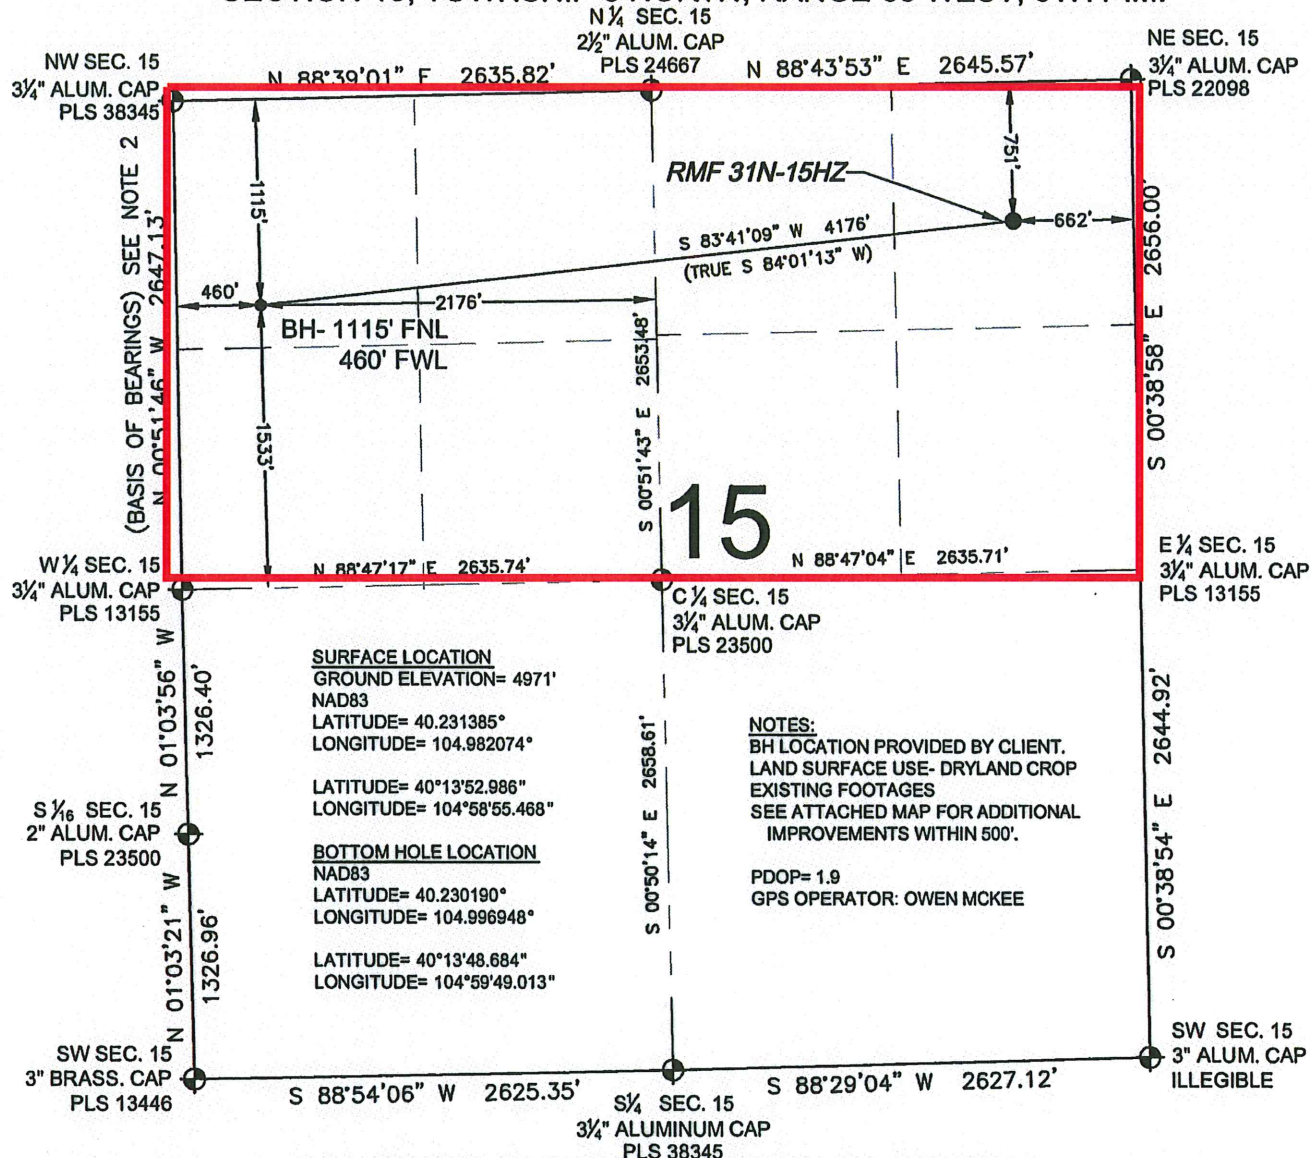 N ¼ SEC. 15
2½" ALUM. CAP
PLS 24667
NE SEC. 15
3¼" ALUM. CAP
PLS 22098
NW SEC. 15
3¼" ALUM. CAP
PLS 38345
N 88°39'01" E 2635.82'
N 88°43'53" E 2645.57'
(BASIS OF BEARINGS) SEE NOTE 2
N 00°51'46" W 2647.13'
1115'
751'
RMF 31N-15HZ
662'
S 83°41'09" W 4176'
(TRUE S 84°01'13" W)
460'
2176'
BH- 1115' FNL
460' FWL
1533'
S 00°51'43" E 2653.48'
S 00°38'58" E 2656.00'
15
N 88°47'17" E 2635.74'
N 88°47'04" E 2635.71'
W ¼ SEC. 15
3¼" ALUM. CAP
PLS 13155
E ¼ SEC. 15
3¼" ALUM. CAP
PLS 13155
C ¼ SEC. 15
3¼" ALUM. CAP
PLS 23500
N 01°03'56" W
1326.40'
SURFACE LOCATION
GROUND ELEVATION= 4971'
NAD83
LATITUDE= 40.231385°
LONGITUDE= 104.982074°
LATITUDE= 40°13'52.986"
LONGITUDE= 104°58'55.468"
BOTTOM HOLE LOCATION
NAD83
LATITUDE= 40.230190°
LONGITUDE= 104.996948°
LATITUDE= 40°13'48.684"
LONGITUDE= 104°59'49.013"
S 00°50'14" E 2658.61'
NOTES:
BH LOCATION PROVIDED BY CLIENT.
LAND SURFACE USE- DRYLAND CROP
EXISTING FOOTAGES
SEE ATTACHED MAP FOR ADDITIONAL
IMPROVEMENTS WITHIN 500'.
PDOP= 1.9
GPS OPERATOR: OWEN MCKEE
S 00°38'54" E 2644.92'
S 1⁄16 SEC. 15
2" ALUM. CAP
PLS 23500
N 01°03'21" W
1326.96'
SW SEC. 15
3" BRASS. CAP
PLS 13446
SW SEC. 15
3" ALUM. CAP
ILLEGIBLE
S 88°54'06" W 2625.35'
S 88°29'04" W 2627.12'
S¼ SEC. 15
3¼" ALUMINUM CAP
PLS 38345